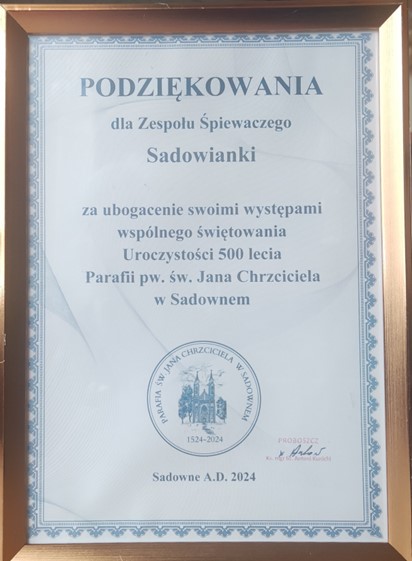 PODZIĘKOWANIA
dla Zespołu Śpiewaczego
Sadowianki
za ubogacenie swoimi występami
wspólnego świętowania
Uroczystości 500 lecia
Parafii pw. św. Jana Chrzciciela
w Sadownem
PARAFIA ŚW. JANA CHRZCICIELA W SADOWNEM
1524-2024
PROBOSZCZ
Sadowne A.D. 2024